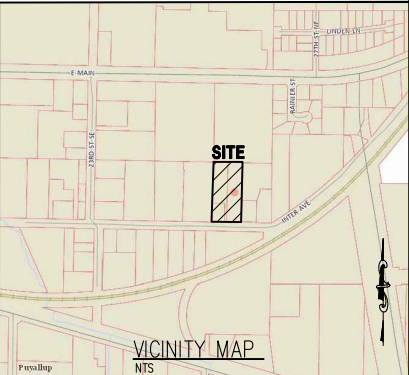 LINDEN LN
27TH ST NE
E MAIN
RAINIER ST
23RD ST SE
SITE
INTER AVE
VICINITY MAP
NTS
Puyallup